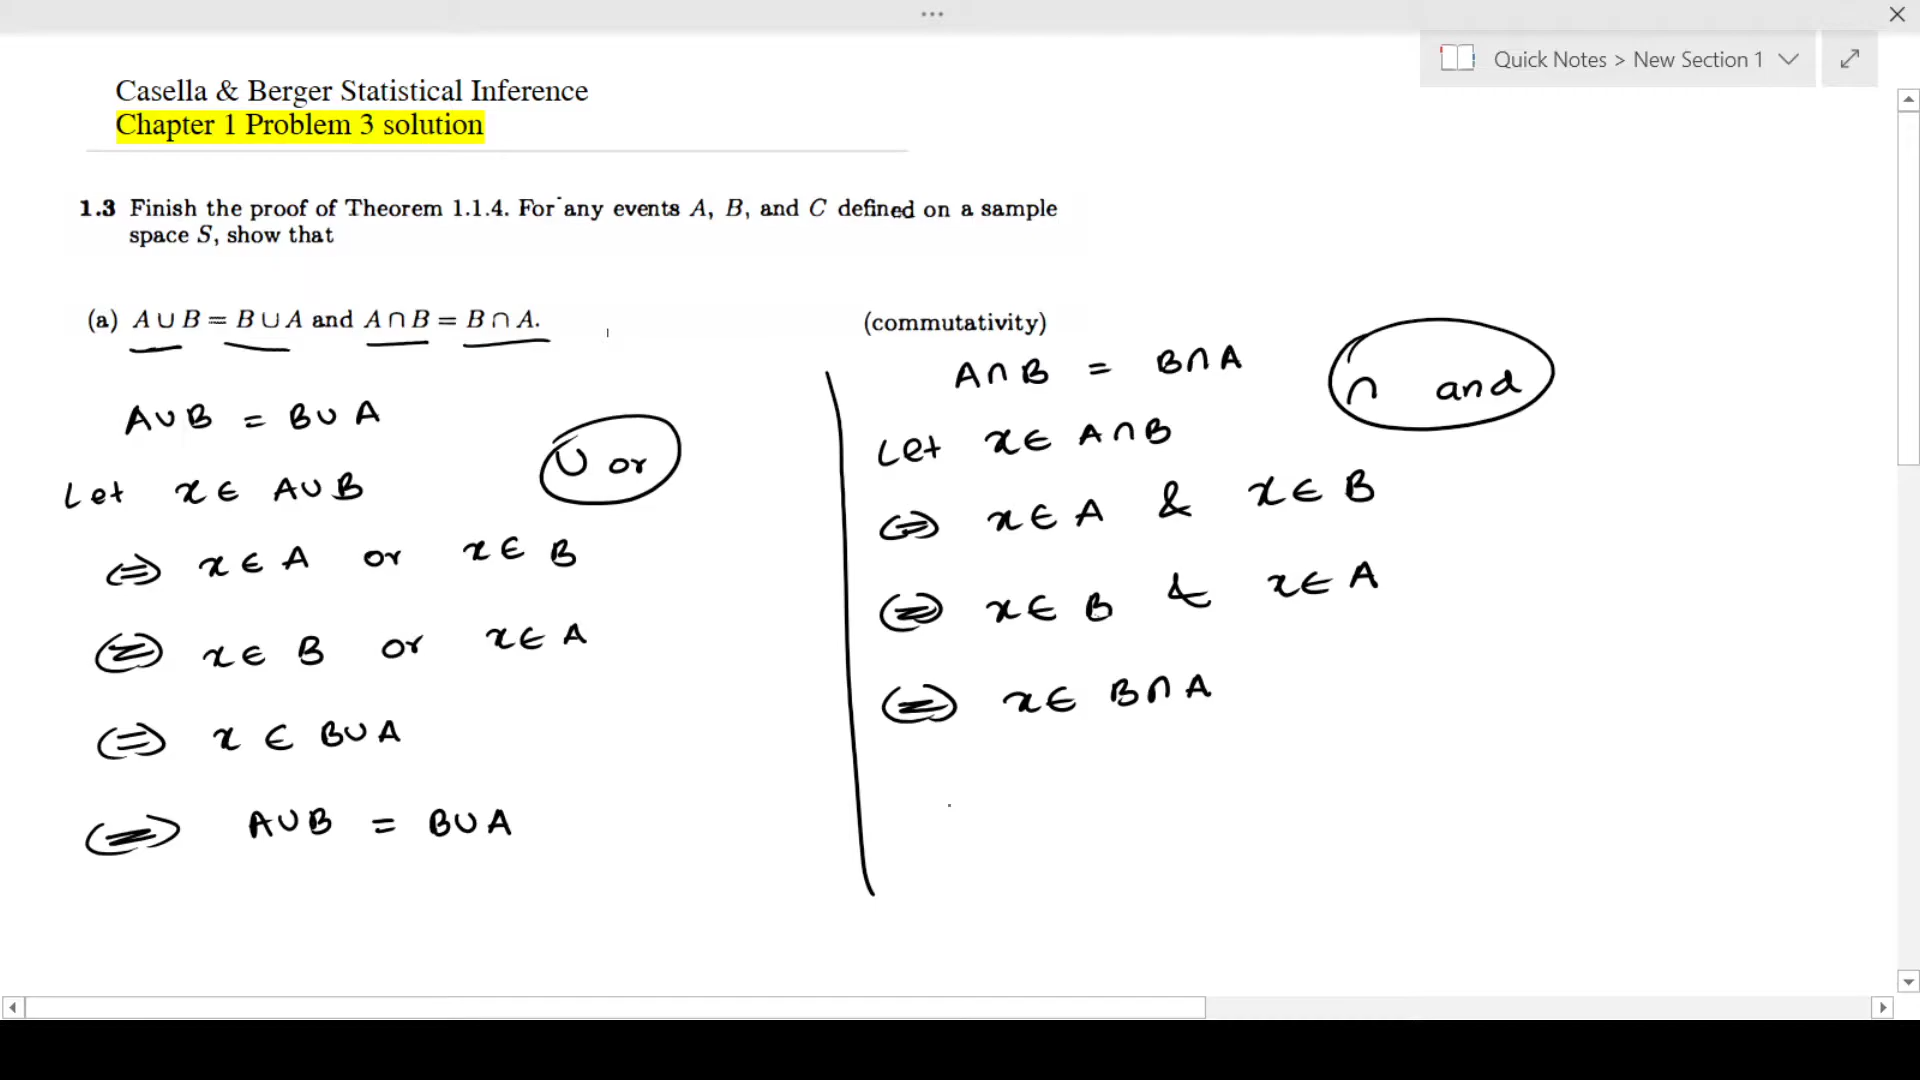 Quick Notes > New Section 1
Casella & Berger Statistical Inference
Chapter 1 Problem 3 solution
1.3 Finish the proof of Theorem 1.1.4. For any events A, B, and C defined on a sample
space S, show that
(a) A ∪ B = B ∪ A and A ∩ B = B ∩ A.
(commutativity)
A∪B = B∪A
∪ or
Let x ∈ A∪B
⇔ x ∈ A or x ∈ B
⇔ x ∈ B or x ∈ A
⇔ x ∈ B∪A
⇔ A∪B = B∪A
A∩B = B∩A
∩ and
Let x ∈ A∩B
⇔ x ∈ A & x ∈ B
⇔ x ∈ B & x ∈ A
⇔ x ∈ B∩A